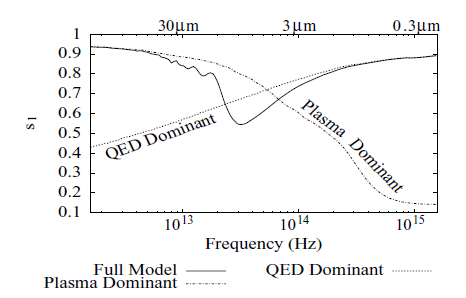 30μm 3μm 0.3μm
1
0.9
0.8
0.7
0.6
0.5
0.4
0.3
0.2
0.1
s1
QED Dominant
Plasma Dominant
10^13 10^14 10^15
Frequency (Hz)
Full Model QED Dominant
Plasma Dominant